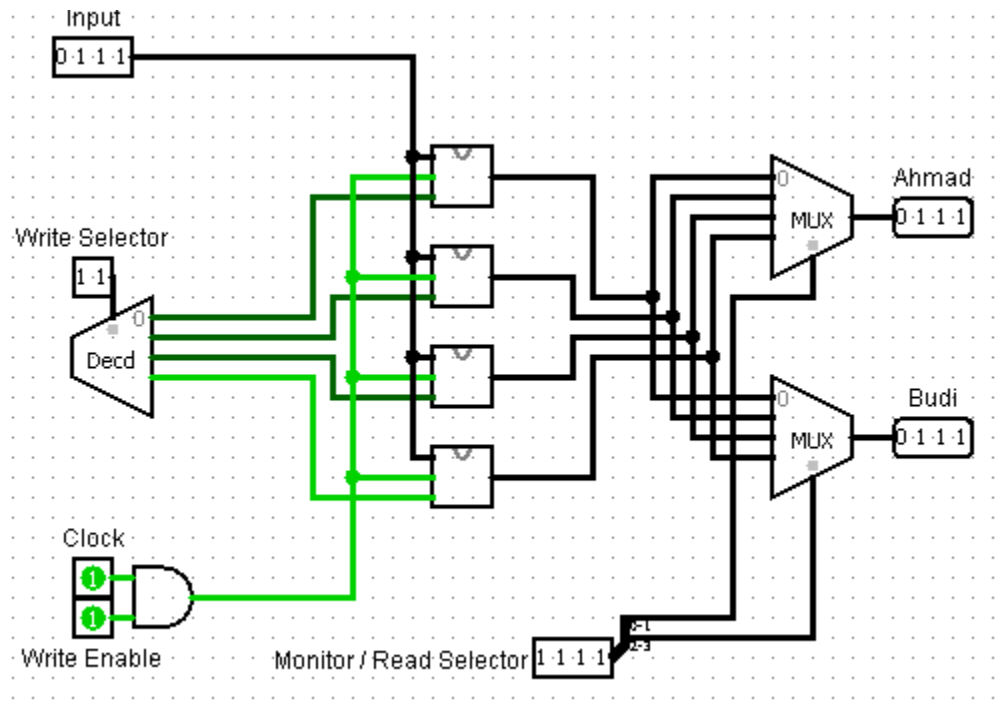 Input
0 1 1 1
Ahmad
0
MUX
0 1 1 1
Write Selector
1 1
0
Decd
Budi
0
MUX
0 1 1 1
Clock
1
1
Write Enable
0-1
2-3
Monitor / Read Selector
1 1 1 1